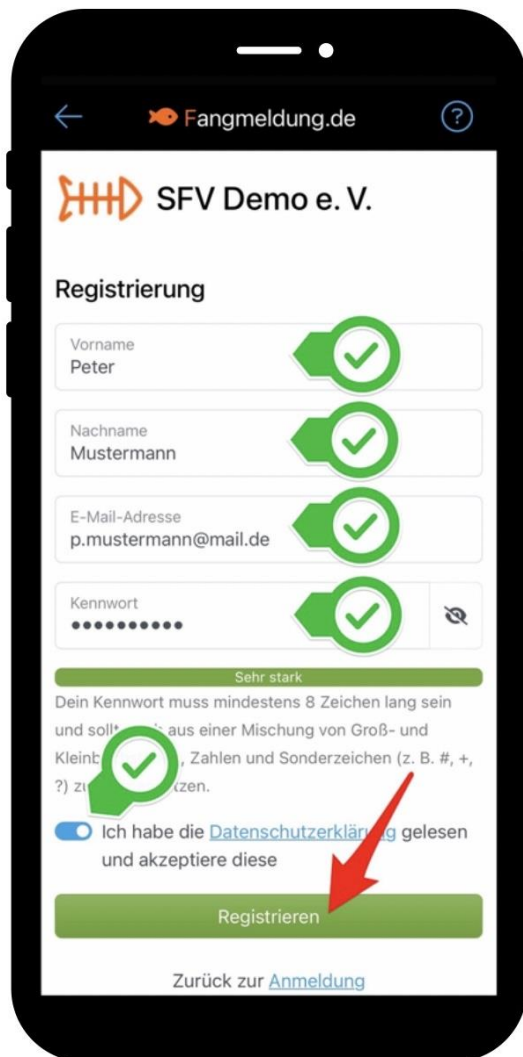 Fangmeldung.de
SFV Demo e. V.
Registrierung
Vorname
Peter
Nachname
Mustermann
E-Mail-Adresse
p.mustermann@mail.de
Kennwort
Sehr stark
Dein Kennwort muss mindestens 8 Zeichen lang sein
und aus einer Mischung von Groß- und
Zahlen und Sonderzeichen (z. B. #, +,
?)
Ich habe die Datenschutzerklärung gelesen
und akzeptiere diese
Registrieren
Zurück zur Anmeldung